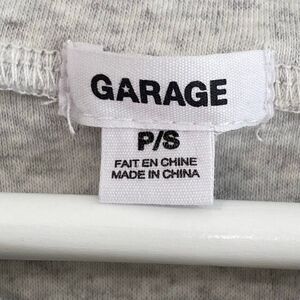 GARAGE
P/S
FAIT EN CHINE
MADE IN CHINA